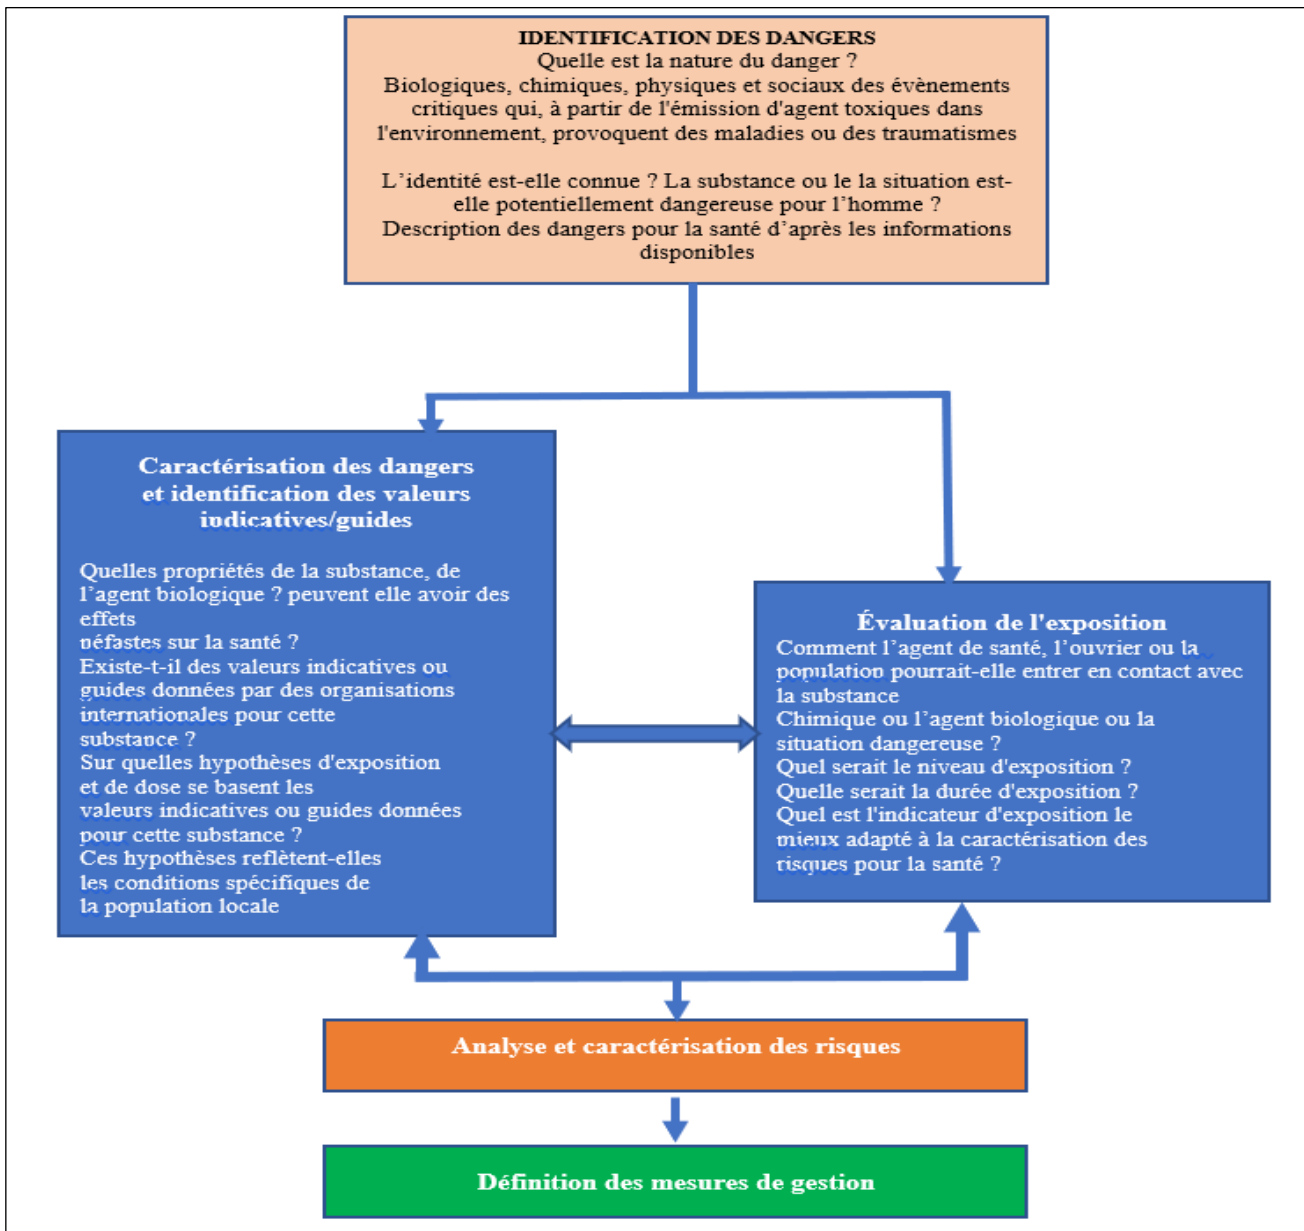 IDENTIFICATION DES DANGERS
Quelle est la nature du danger ?
Biologiques, chimiques, physiques et sociaux des évènements
critiques qui, à partir de l'émission d'agent toxiques dans
l'environnement, provoquent des maladies ou des traumatismes
L’identité est-elle connue ? La substance ou le la situation est-
elle potentiellement dangereuse pour l’homme ?
Description des dangers pour la santé d’après les informations
disponibles
Caractérisation des dangers
et identification des valeurs
indicatives/guides
Quelles propriétés de la substance, de
l’agent biologique ? peuvent elle avoir des
effets
néfastes sur la santé ?
Existe-t-il des valeurs indicatives ou
guides données par des organisations
internationales pour cette
substance ?
Sur quelles hypothèses d'exposition
et de dose se basent les
valeurs indicatives ou guides données
pour cette substance ?
Ces hypothèses reflètent-elles
les conditions spécifiques de
la population locale
Évaluation de l'exposition
Comment l’agent de santé, l’ouvrier ou la
population pourrait-elle entrer en contact avec
la substance
Chimique ou l’agent biologique ou la
situation dangereuse ?
Quel serait le niveau d'exposition ?
Quelle serait la durée d'exposition ?
Quel est l'indicateur d'exposition le
mieux adapté à la caractérisation des
risques pour la santé ?
Analyse et caractérisation des risques
Définition des mesures de gestion